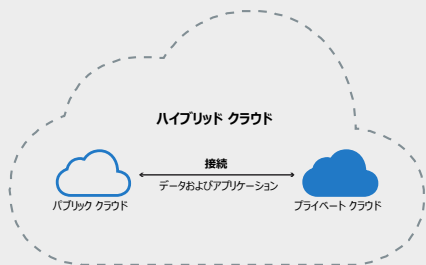 ハイブリッド クラウド
接続
データおよびアプリケーション
パブリック クラウド
プライベート クラウド